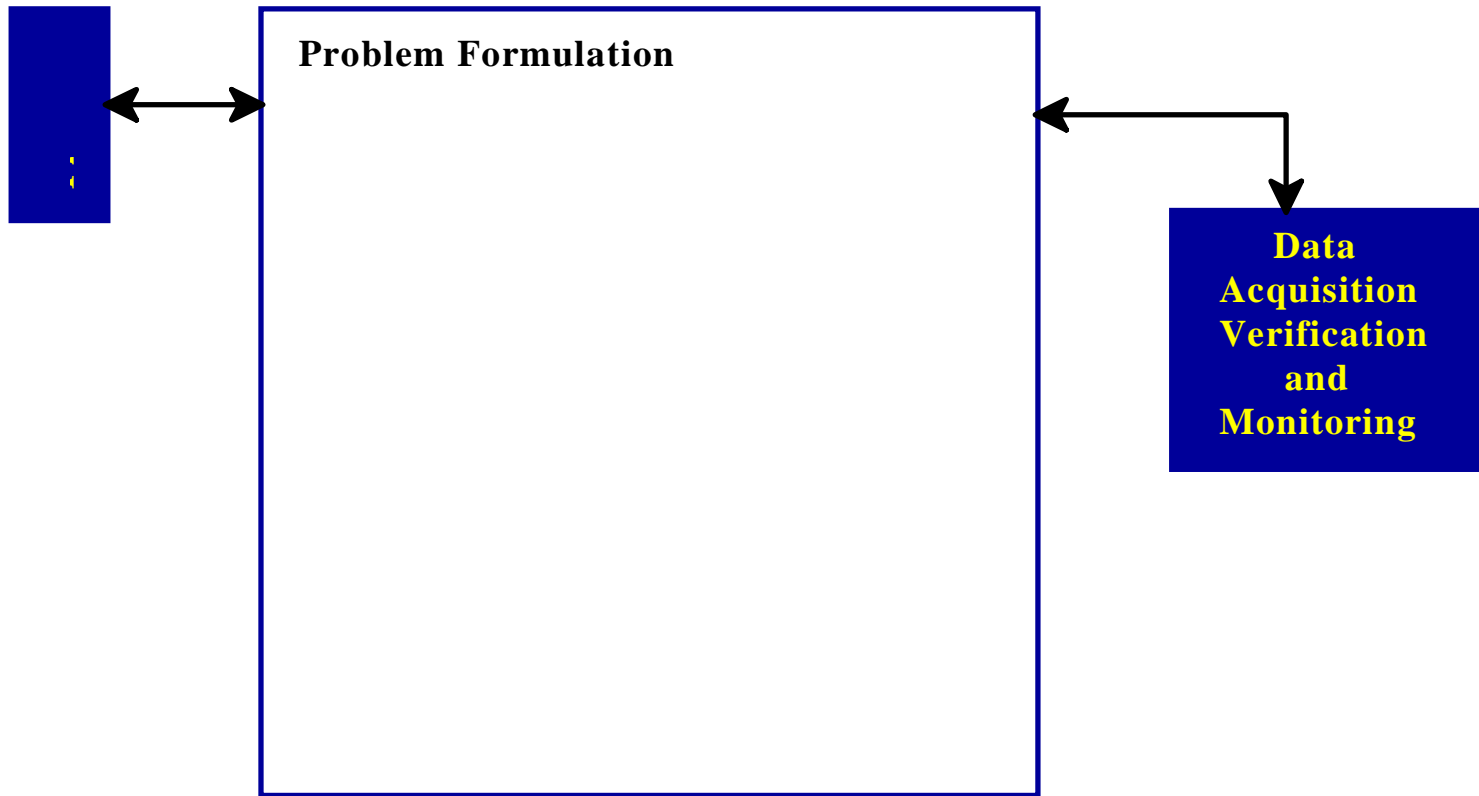 Problem Formulation
Data
Acquisition
Verification
and
Monitoring